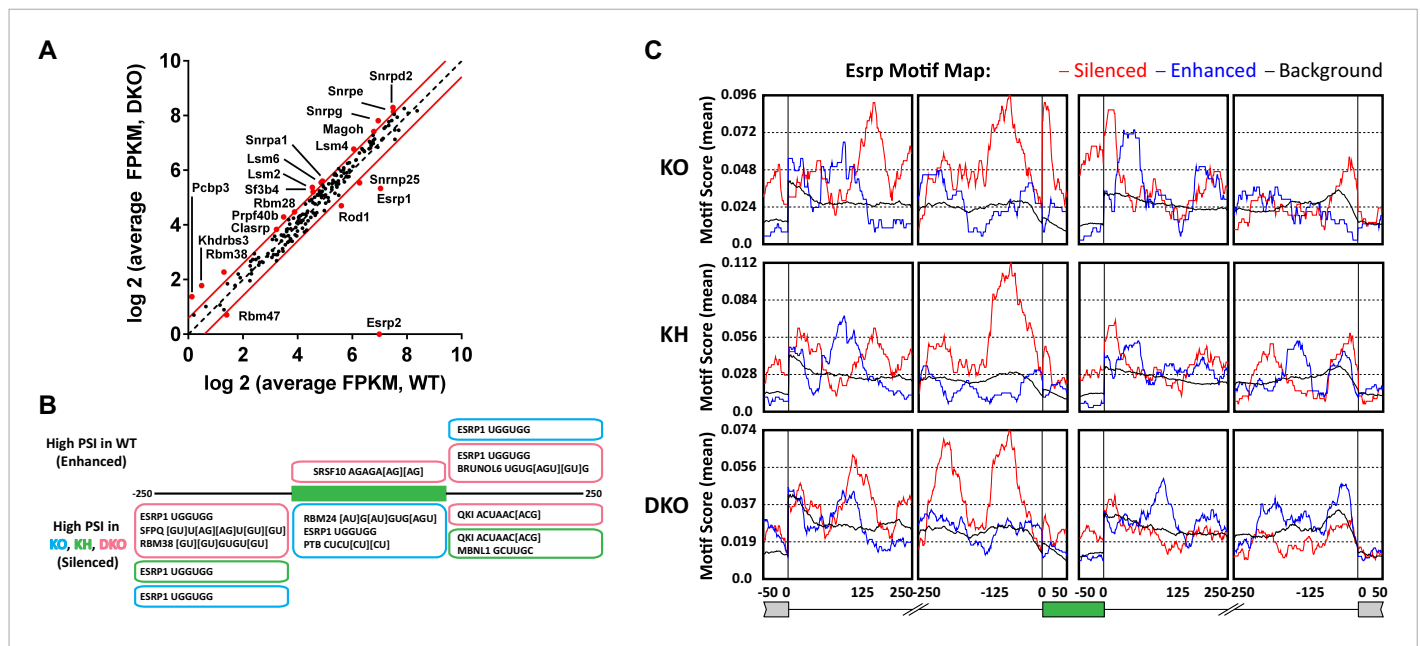 A
10
8
6
4
2
0
0 2 4 6 8 10
log 2 (average FPKM, DKO)
log 2 (average FPKM, WT)
Snrpd2
Snrpe
Snrpg
Magoh
Lsm4
Snrpa1
Lsm6
Lsm2
Sf3b4
Rbm28
Prpf40b
Clasrp
Pcbp3
Khdrbs3
Rbm38
Snrnp25
Esrp1
Rod1
Rbm47
Esrp2
B
High PSI in WT
(Enhanced)
ESRP1 UGGUGG
ESRP1 UGGUGG
BRUNOL6 UGUG[AGU][GU]G
SRSF10 AGAGA[AG][AG]
-250
250
High PSI in
KO, KH, DKO
(Silenced)
ESRP1 UGGUGG
SFPQ [GU]U[AG][AG]U[GU][GU]
RBM38 [GU][GU]GUGU[GU]
ESRP1 UGGUGG
ESRP1 UGGUGG
RBM24 [AU]G[AU]GUG[AGU]
ESRP1 UGGUGG
PTB CUCU[CU][CU]
QKI ACUAAC[ACG]
QKI ACUAAC[ACG]
MBNL1 GCUUGC
C
Esrp Motif Map:
– Silenced – Enhanced – Background
KO
Motif Score (mean)
0.096
0.072
0.048
0.024
0.0
KH
Motif Score (mean)
0.112
0.084
0.056
0.028
0.0
DKO
Motif Score (mean)
0.074
0.056
0.037
0.019
0.0
-50 0 125 250 -250 -125 0 50 -50 0 125 250 -250 -125 0 50